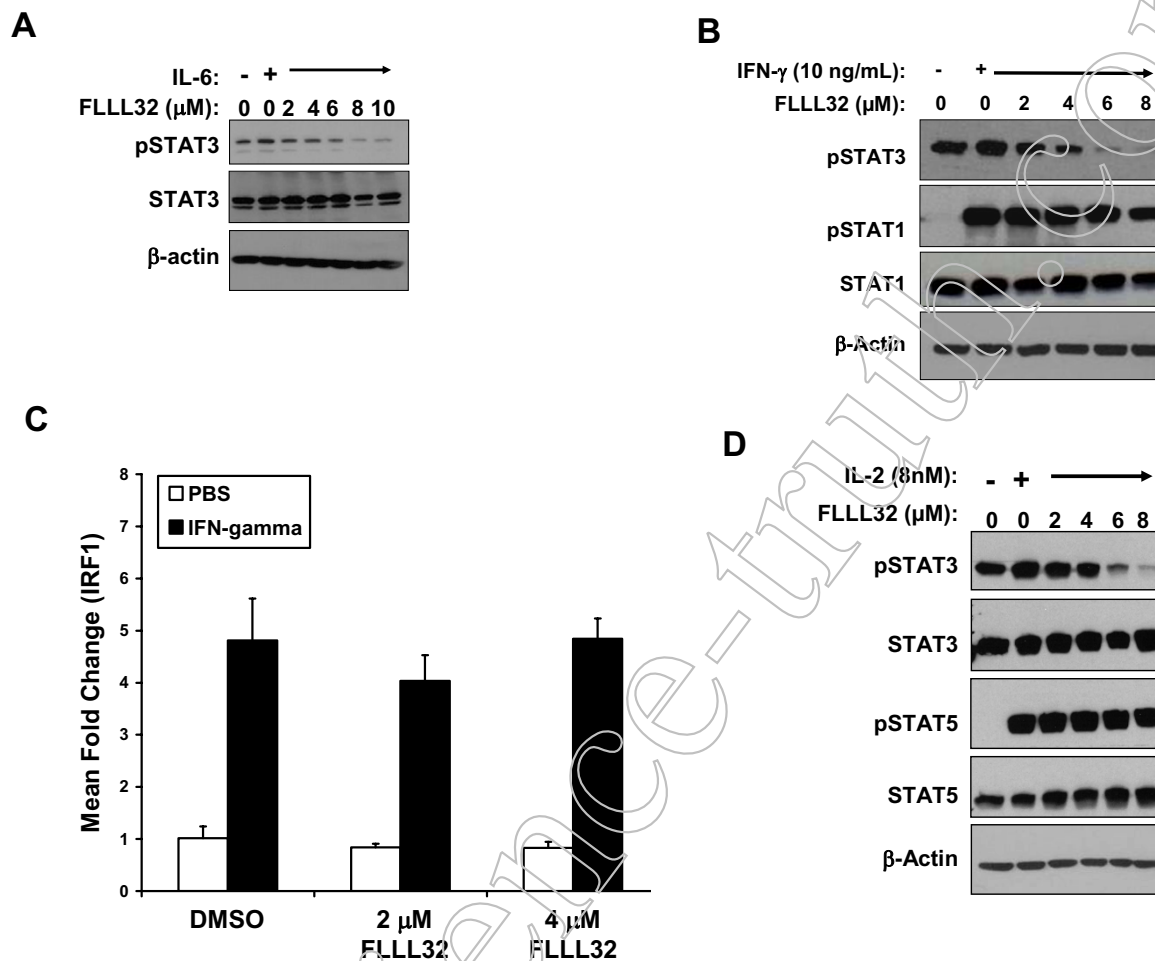 A
IL-6: - +
FLLL32 (μM): 0 0 2 4 6 8 10
pSTAT3
STAT3
β-actin
B
IFN-γ (10 ng/mL): - +
FLLL32 (μM): 0 0 2 4 6 8
pSTAT3
pSTAT1
STAT1
β-Actin
C
Mean Fold Change (IRF1)
8
7
6
5
4
3
2
1
0
PBS
IFN-gamma
DMSO
2 μM
FLLL32
4 μM
FLLL32
D
IL-2 (8nM): - +
FLLL32 (μM): 0 0 2 4 6 8
pSTAT3
STAT3
pSTAT5
STAT5
β-Actin
ence-truth.co